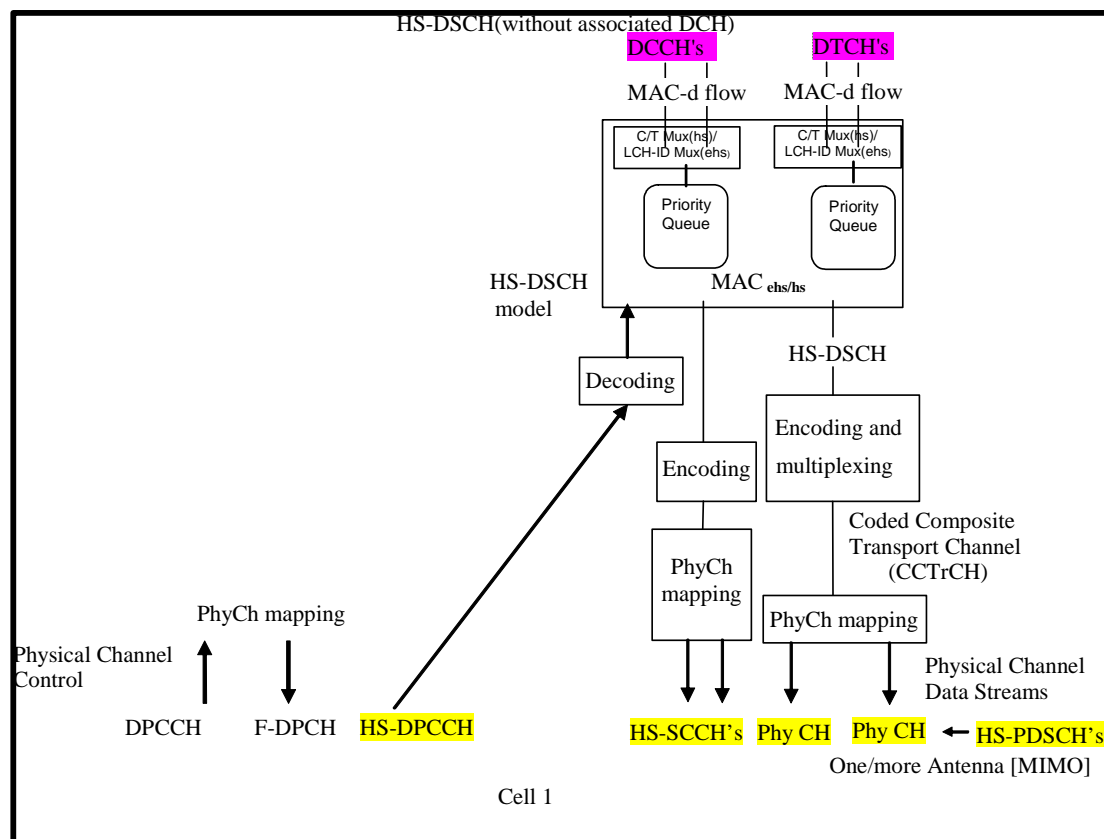 HS-DSCH(without associated DCH)
DCCH's
DTCH's
MAC-d flow
MAC-d flow
C/T Mux(hs)/
LCH-ID Mux(ehs)
C/T Mux(hs)/
LCH-ID Mux(ehs)
Priority
Queue
Priority
Queue
HS-DSCH
model
MAC ehs/hs
HS-DSCH
Decoding
Encoding and
multiplexing
Encoding
Coded Composite
Transport Channel
(CCTrCH)
PhyCh
mapping
PhyCh mapping
PhyCh mapping
Physical Channel
Control
Physical Channel
Data Streams
DPCCH
F-DPCH
HS-DPCCH
HS-SCCH’s
Phy CH
Phy CH
HS-PDSCH’s
One/more Antenna [MIMO]
Cell 1